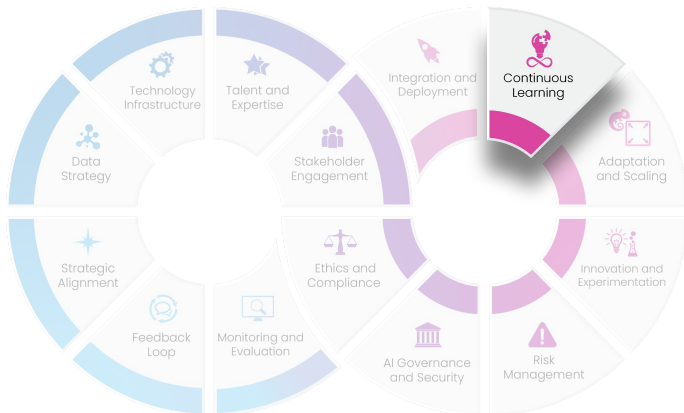 Technology
Infrastructure
Talent and
Expertise
Integration and
Deployment
Continuous
Learning
Data
Strategy
Stakeholder
Engagement
Adaptation
and Scaling
Strategic
Alignment
Ethics and
Compliance
Innovation and
Experimentation
Feedback
Loop
Monitoring and
Evaluation
AI Governance
and Security
Risk
Management